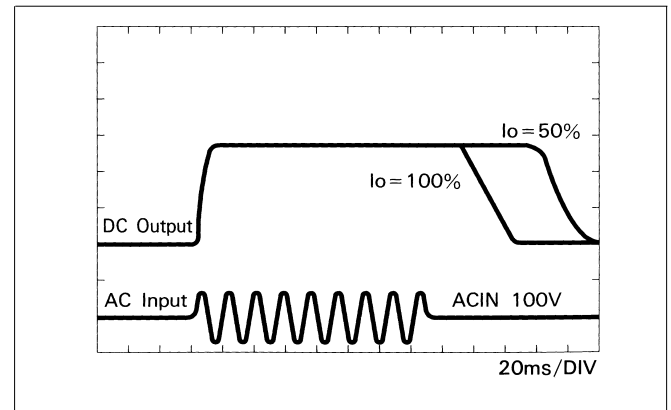 Io=50%
Io=100%
DC Output
AC Input
ACIN 100V
20ms/DIV